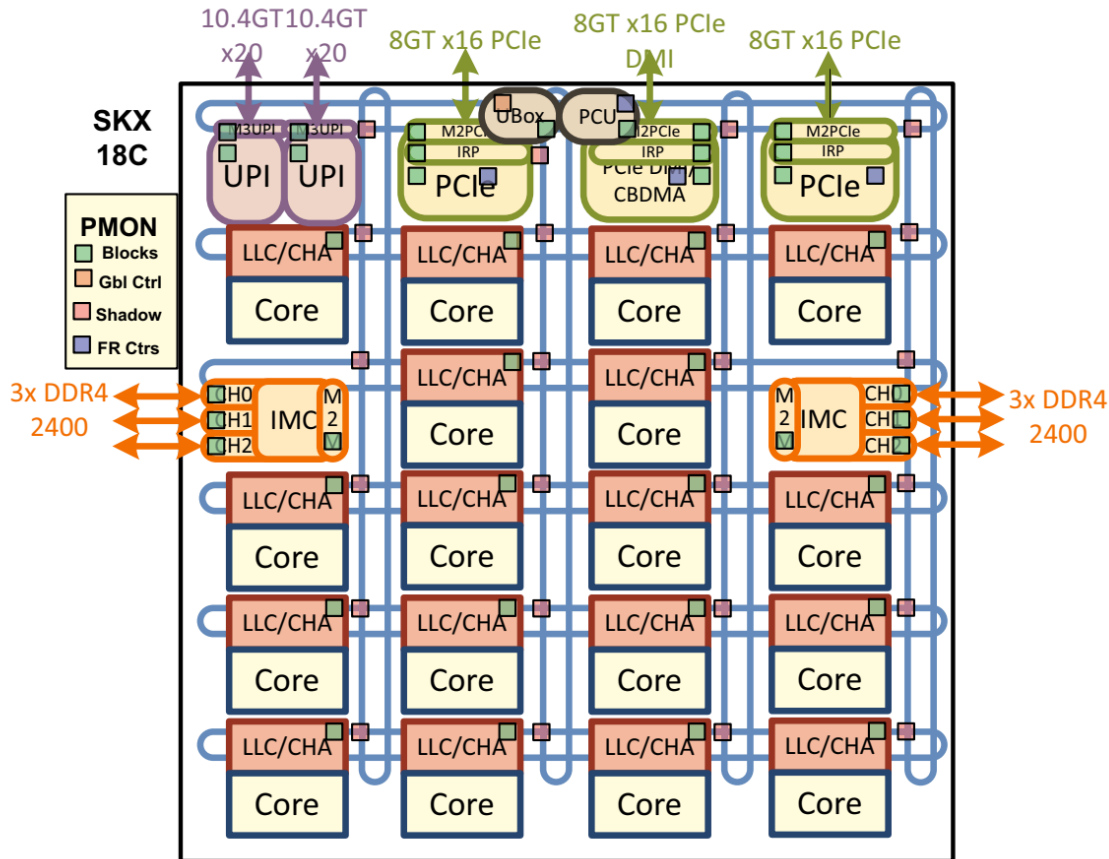 10.4GT 10.4GT
x20 x20
8GT x16 PCIe
8GT x16 PCIe
DMI
8GT x16 PCIe
SKX
18C
UBox
PCU
M3UPI
UPI
M3UPI
UPI
M2PCIe
IRP
PCIe
M2PCIe
IRP
PCIe DMI/
CBDMA
M2PCIe
IRP
PCIe
PMON
Blocks
Gbl Ctrl
Shadow
FR Ctrs
LLC/CHA
Core
LLC/CHA
Core
LLC/CHA
Core
LLC/CHA
Core
3x DDR4
2400
CH0
CH1
CH2
IMC
M
2
LLC/CHA
Core
LLC/CHA
Core
M
2
IMC
CH0
CH1
CH2
3x DDR4
2400
LLC/CHA
Core
LLC/CHA
Core
LLC/CHA
Core
LLC/CHA
Core
LLC/CHA
Core
LLC/CHA
Core
LLC/CHA
Core
LLC/CHA
Core
LLC/CHA
Core
LLC/CHA
Core
LLC/CHA
Core
LLC/CHA
Core